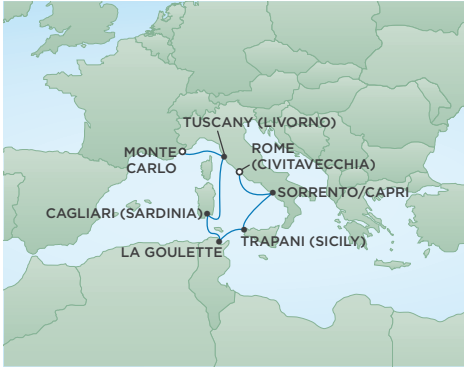 TUSCANY (LIVORNO)
MONTE
CARLO
ROME
(CIVITAVECCHIA)
SORRENTO/CAPRI
CAGLIARI (SARDINIA)
TRAPANI (SICILY)
LA GOULETTE